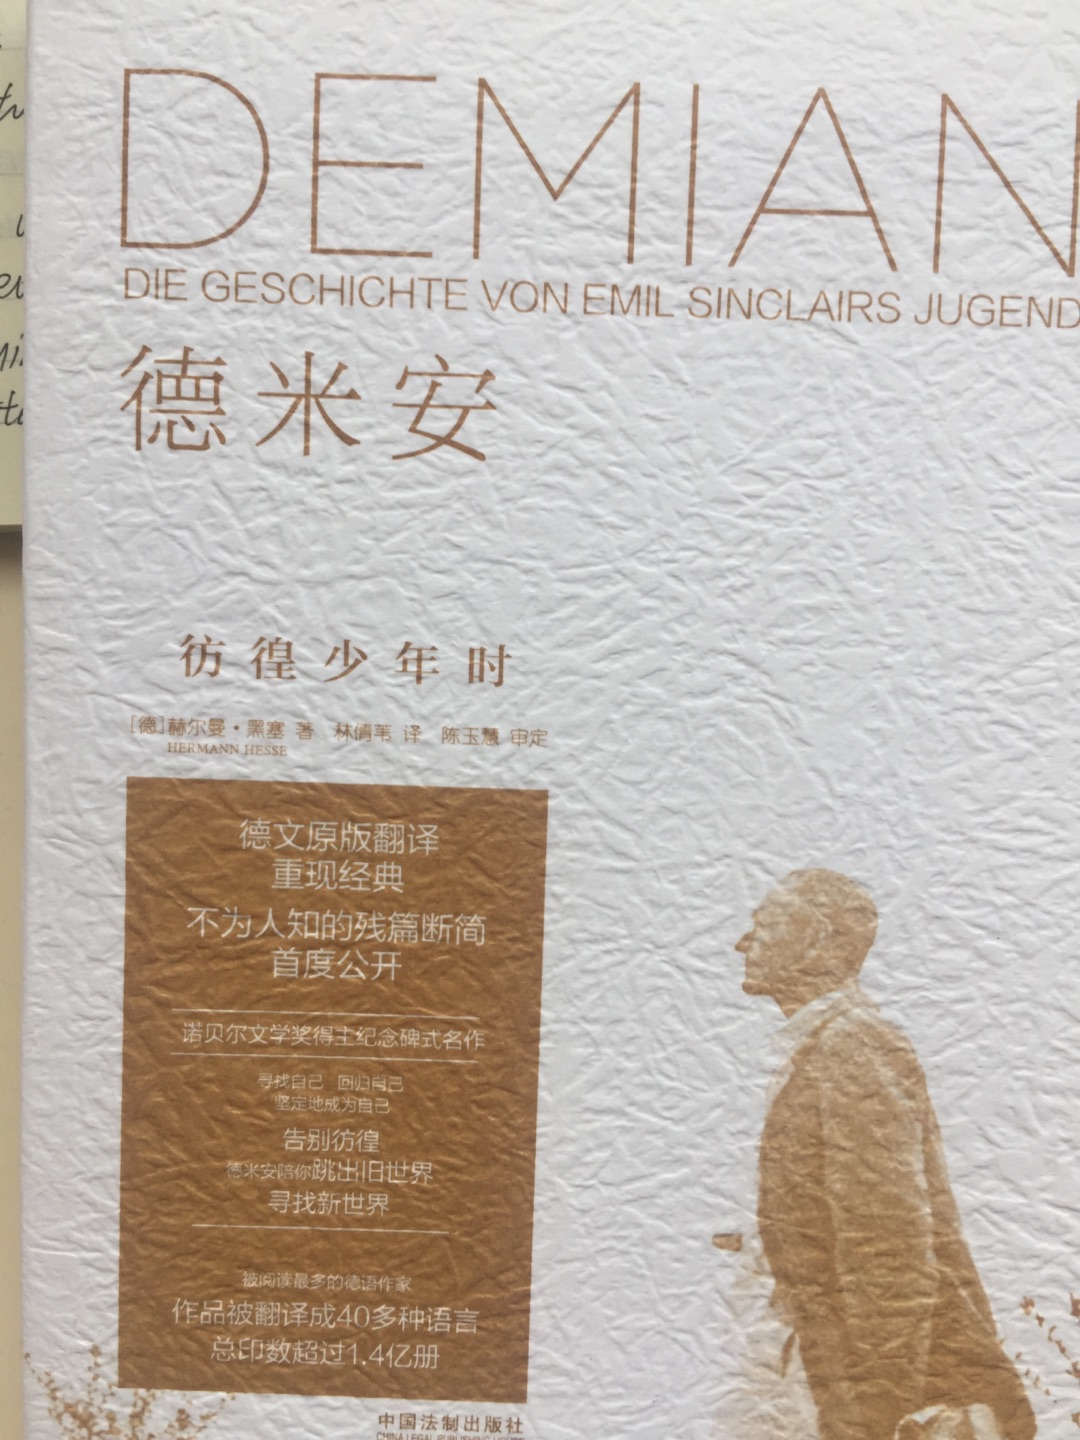 DEMIAN
DIE GESCHICHTE VON EMIL SINCLAIRS JUGEND
德米安
彷徨少年时
[德]赫尔曼·黑塞 著 林倩苇 译 陈玉慧 审定
HERMANN HESSE
德文原版翻译
重现经典
不为人知的残篇断简
首度公开
诺贝尔文学奖得主纪念碑式名作
寻找自己 回归自己
坚定地成为自己
告别彷徨
德米安陪你跳出旧世界
寻找新世界
被阅读最多的德语作家
作品被翻译成40多种语言
总印数超过1.4亿册
中国法制出版社
CHINA LEGAL PUBLISHING HOUSE